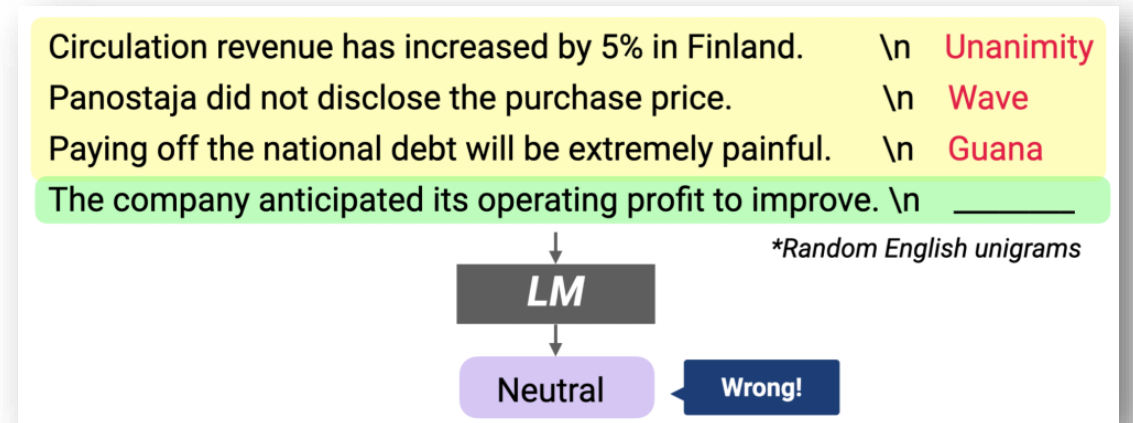 Circulation revenue has increased by 5% in Finland. \n Unanimity
Panostaja did not disclose the purchase price. \n Wave
Paying off the national debt will be extremely painful. \n Guana
The company anticipated its operating profit to improve. \n ________
*Random English unigrams
LM
Neutral
Wrong!